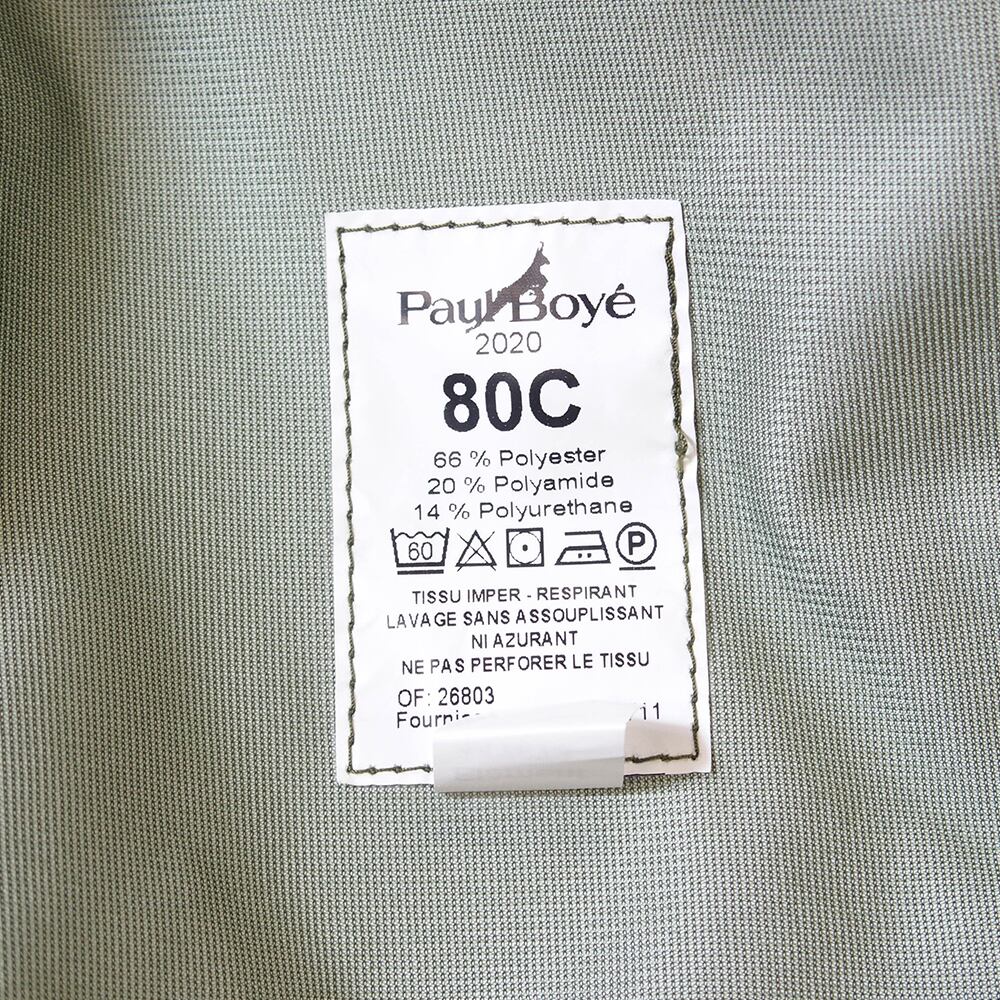 Paul Boyé
2020
80C
66 % Polyester
20 % Polyamide
14 % Polyurethane
60 P
TISSU IMPER - RESPIRANT
LAVAGE SANS ASSOUPLISSANT
NI AZURANT
NE PAS PERFORER LE TISSU
OF: 26803